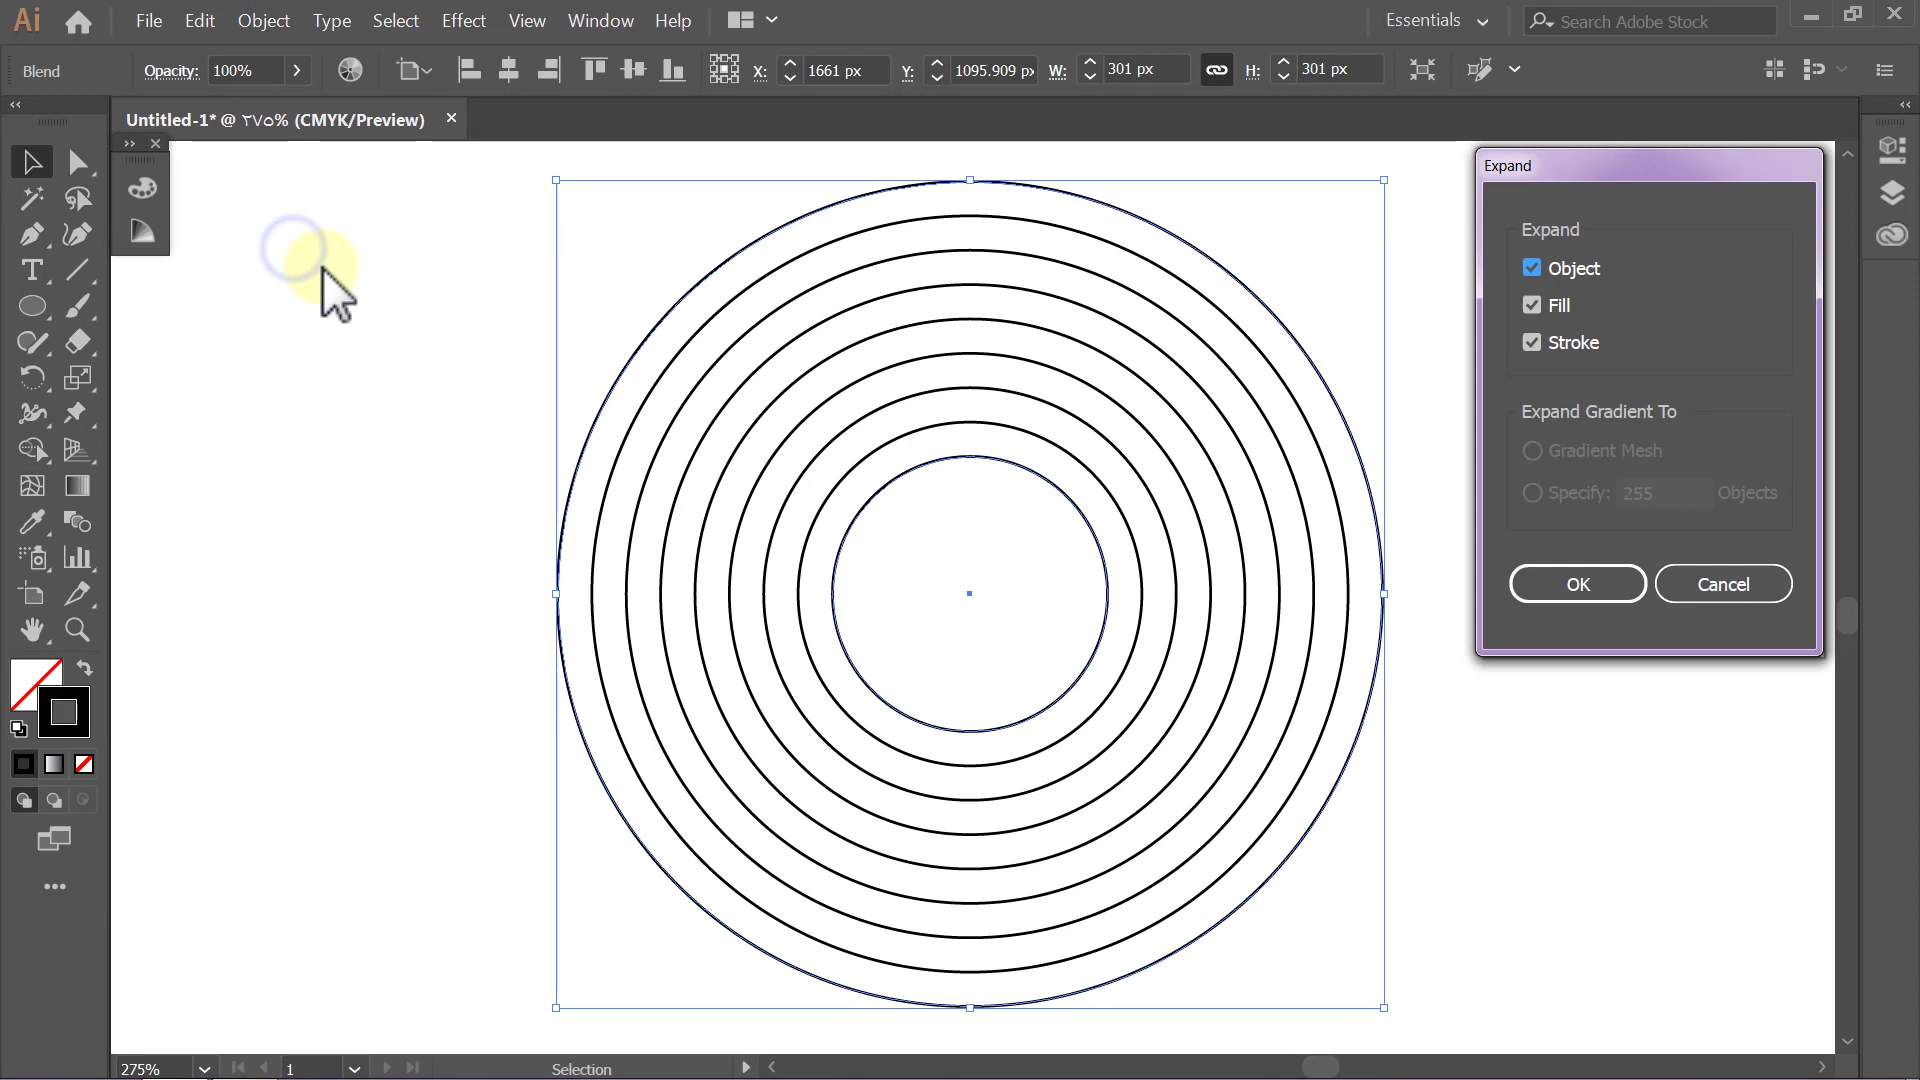 Ai File Edit Object Type Select Effect View Window Help Essentials Search Adobe Stock
Blend Opacity: 100% X: 1661 px Y: 1095.909 px W: 301 px H: 301 px
Untitled-1* @ ٣٧٥% (CMYK/Preview)
Expand
Expand
Object
Fill
Stroke
Expand Gradient To
Gradient Mesh
Specify: 255 Objects
OK Cancel
275% 1 Selection